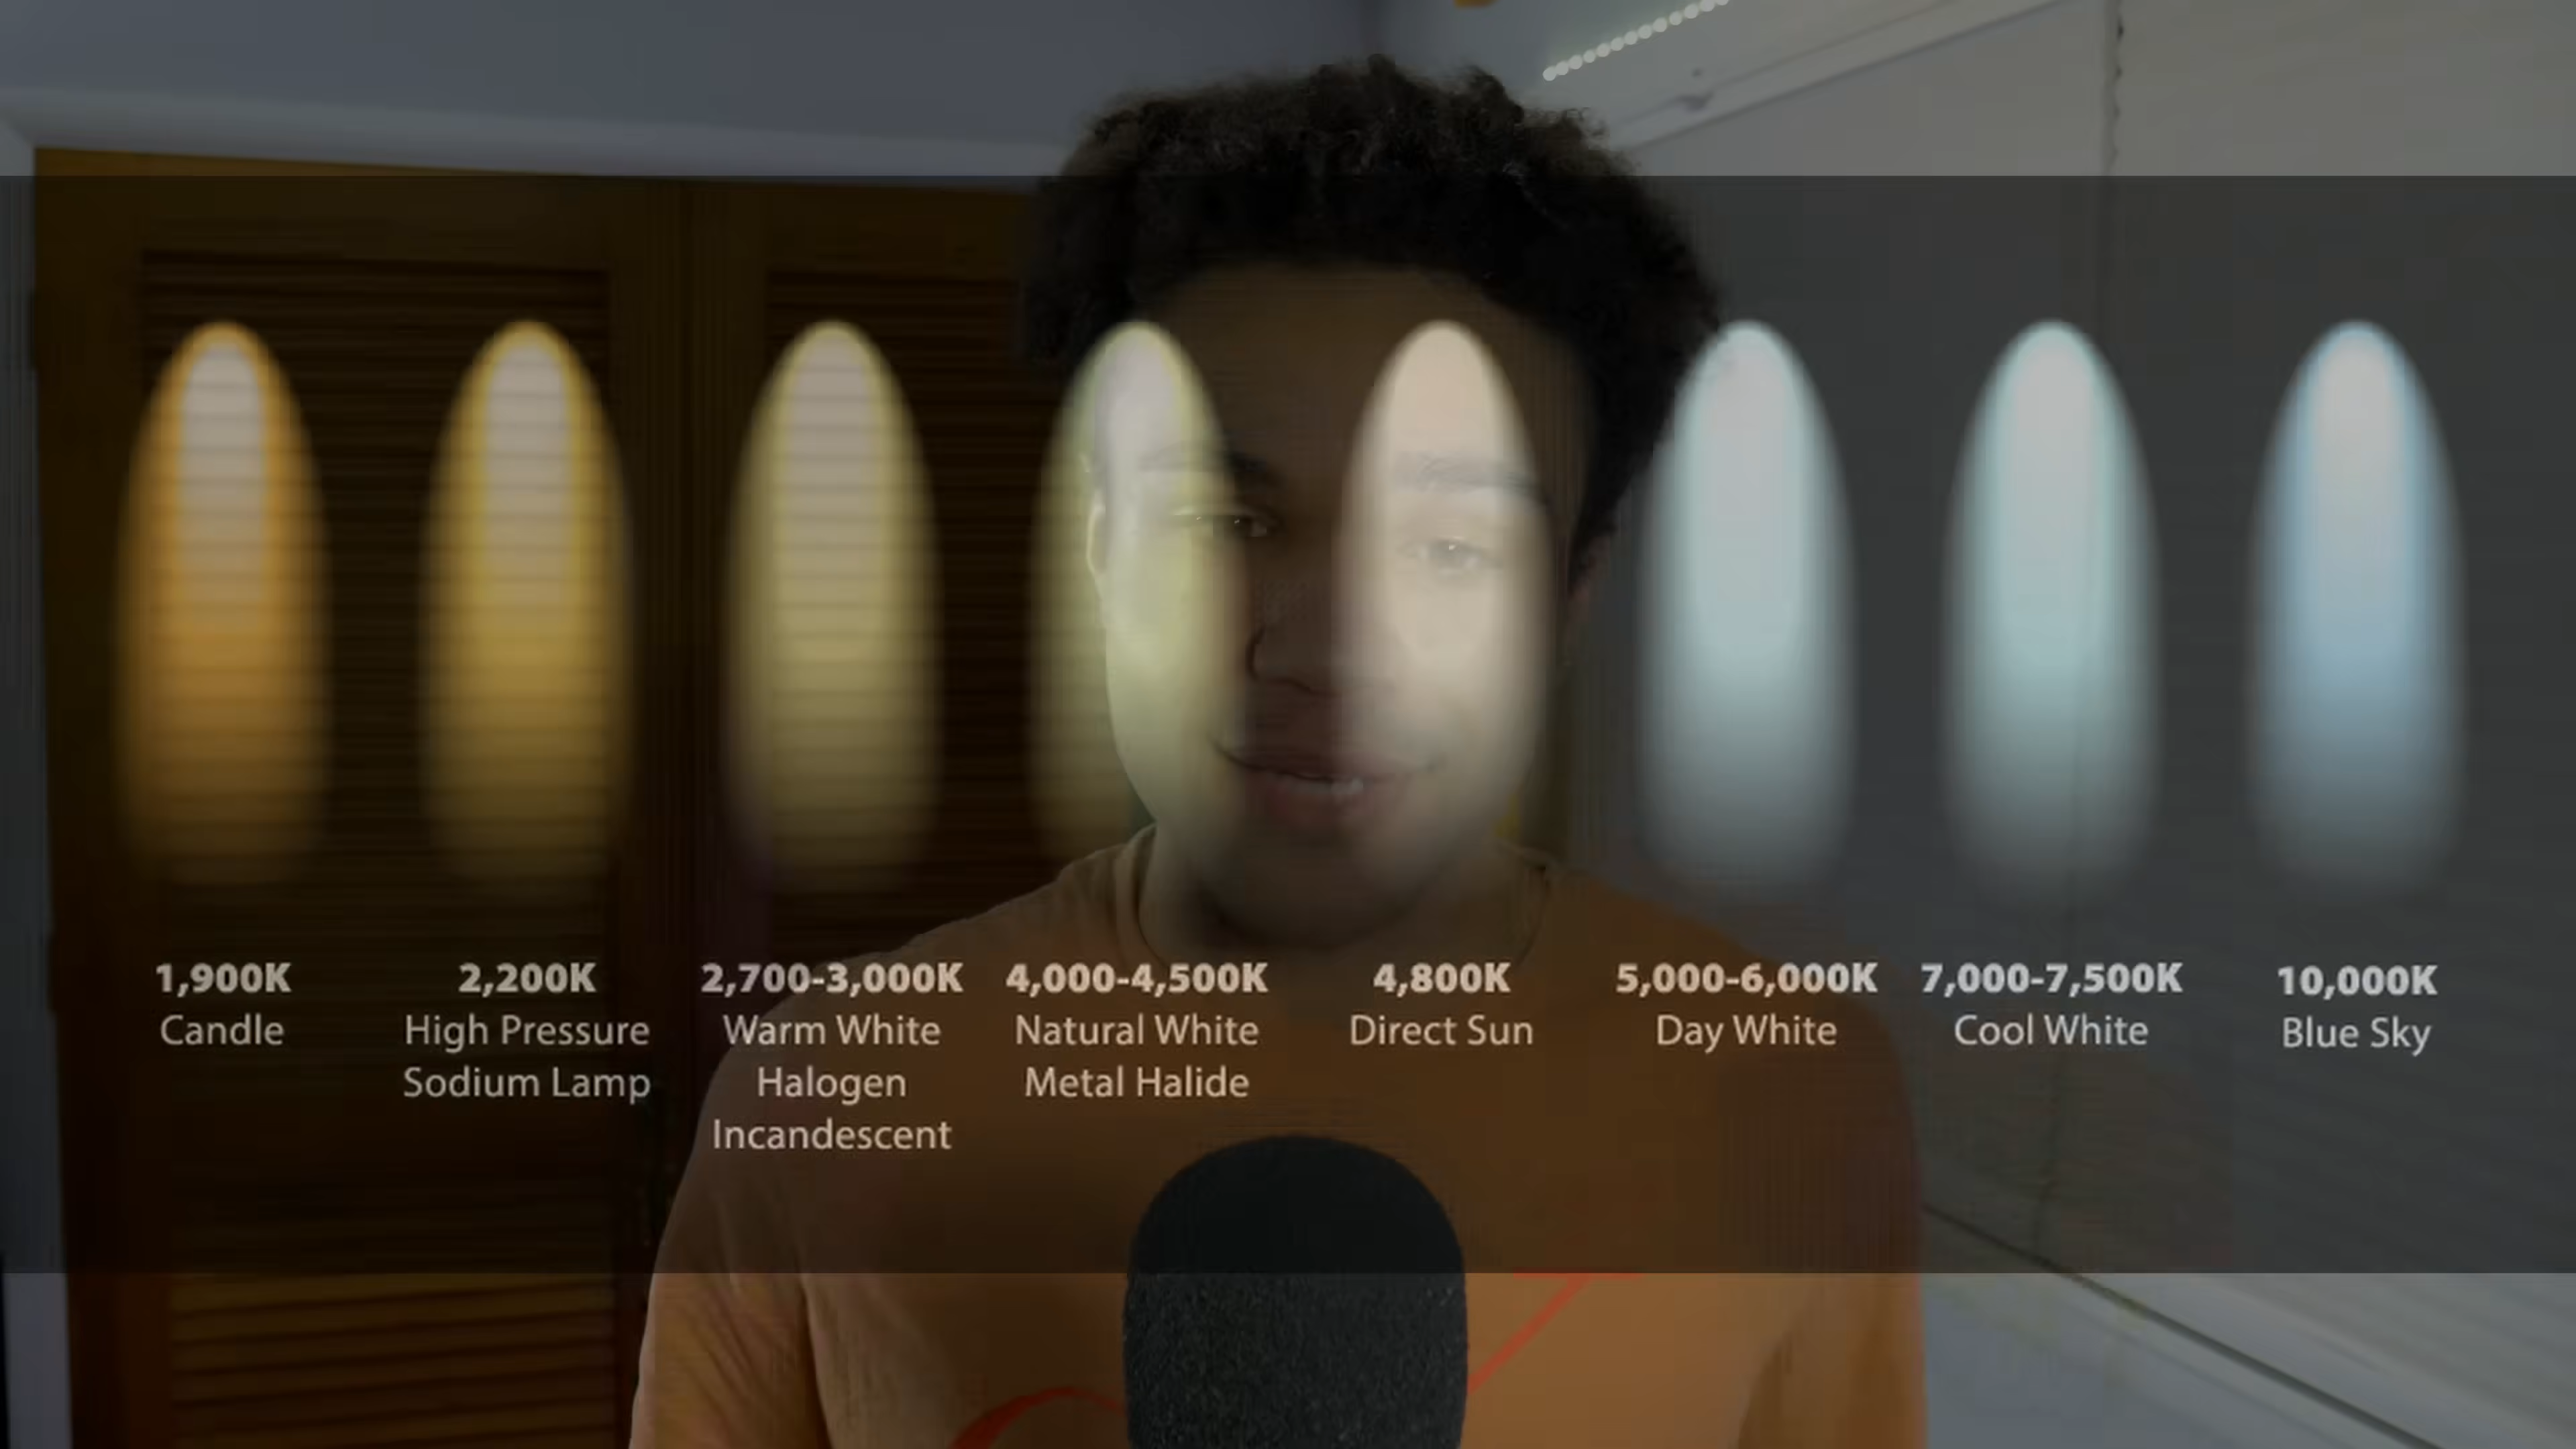 1,900K
Candle
2,200K
High Pressure
Sodium Lamp
2,700-3,000K
Warm White
Halogen
Incandescent
4,000-4,500K
Natural White
Metal Halide
4,800K
Direct Sun
5,000-6,000K
Day White
7,000-7,500K
Cool White
10,000K
Blue Sky